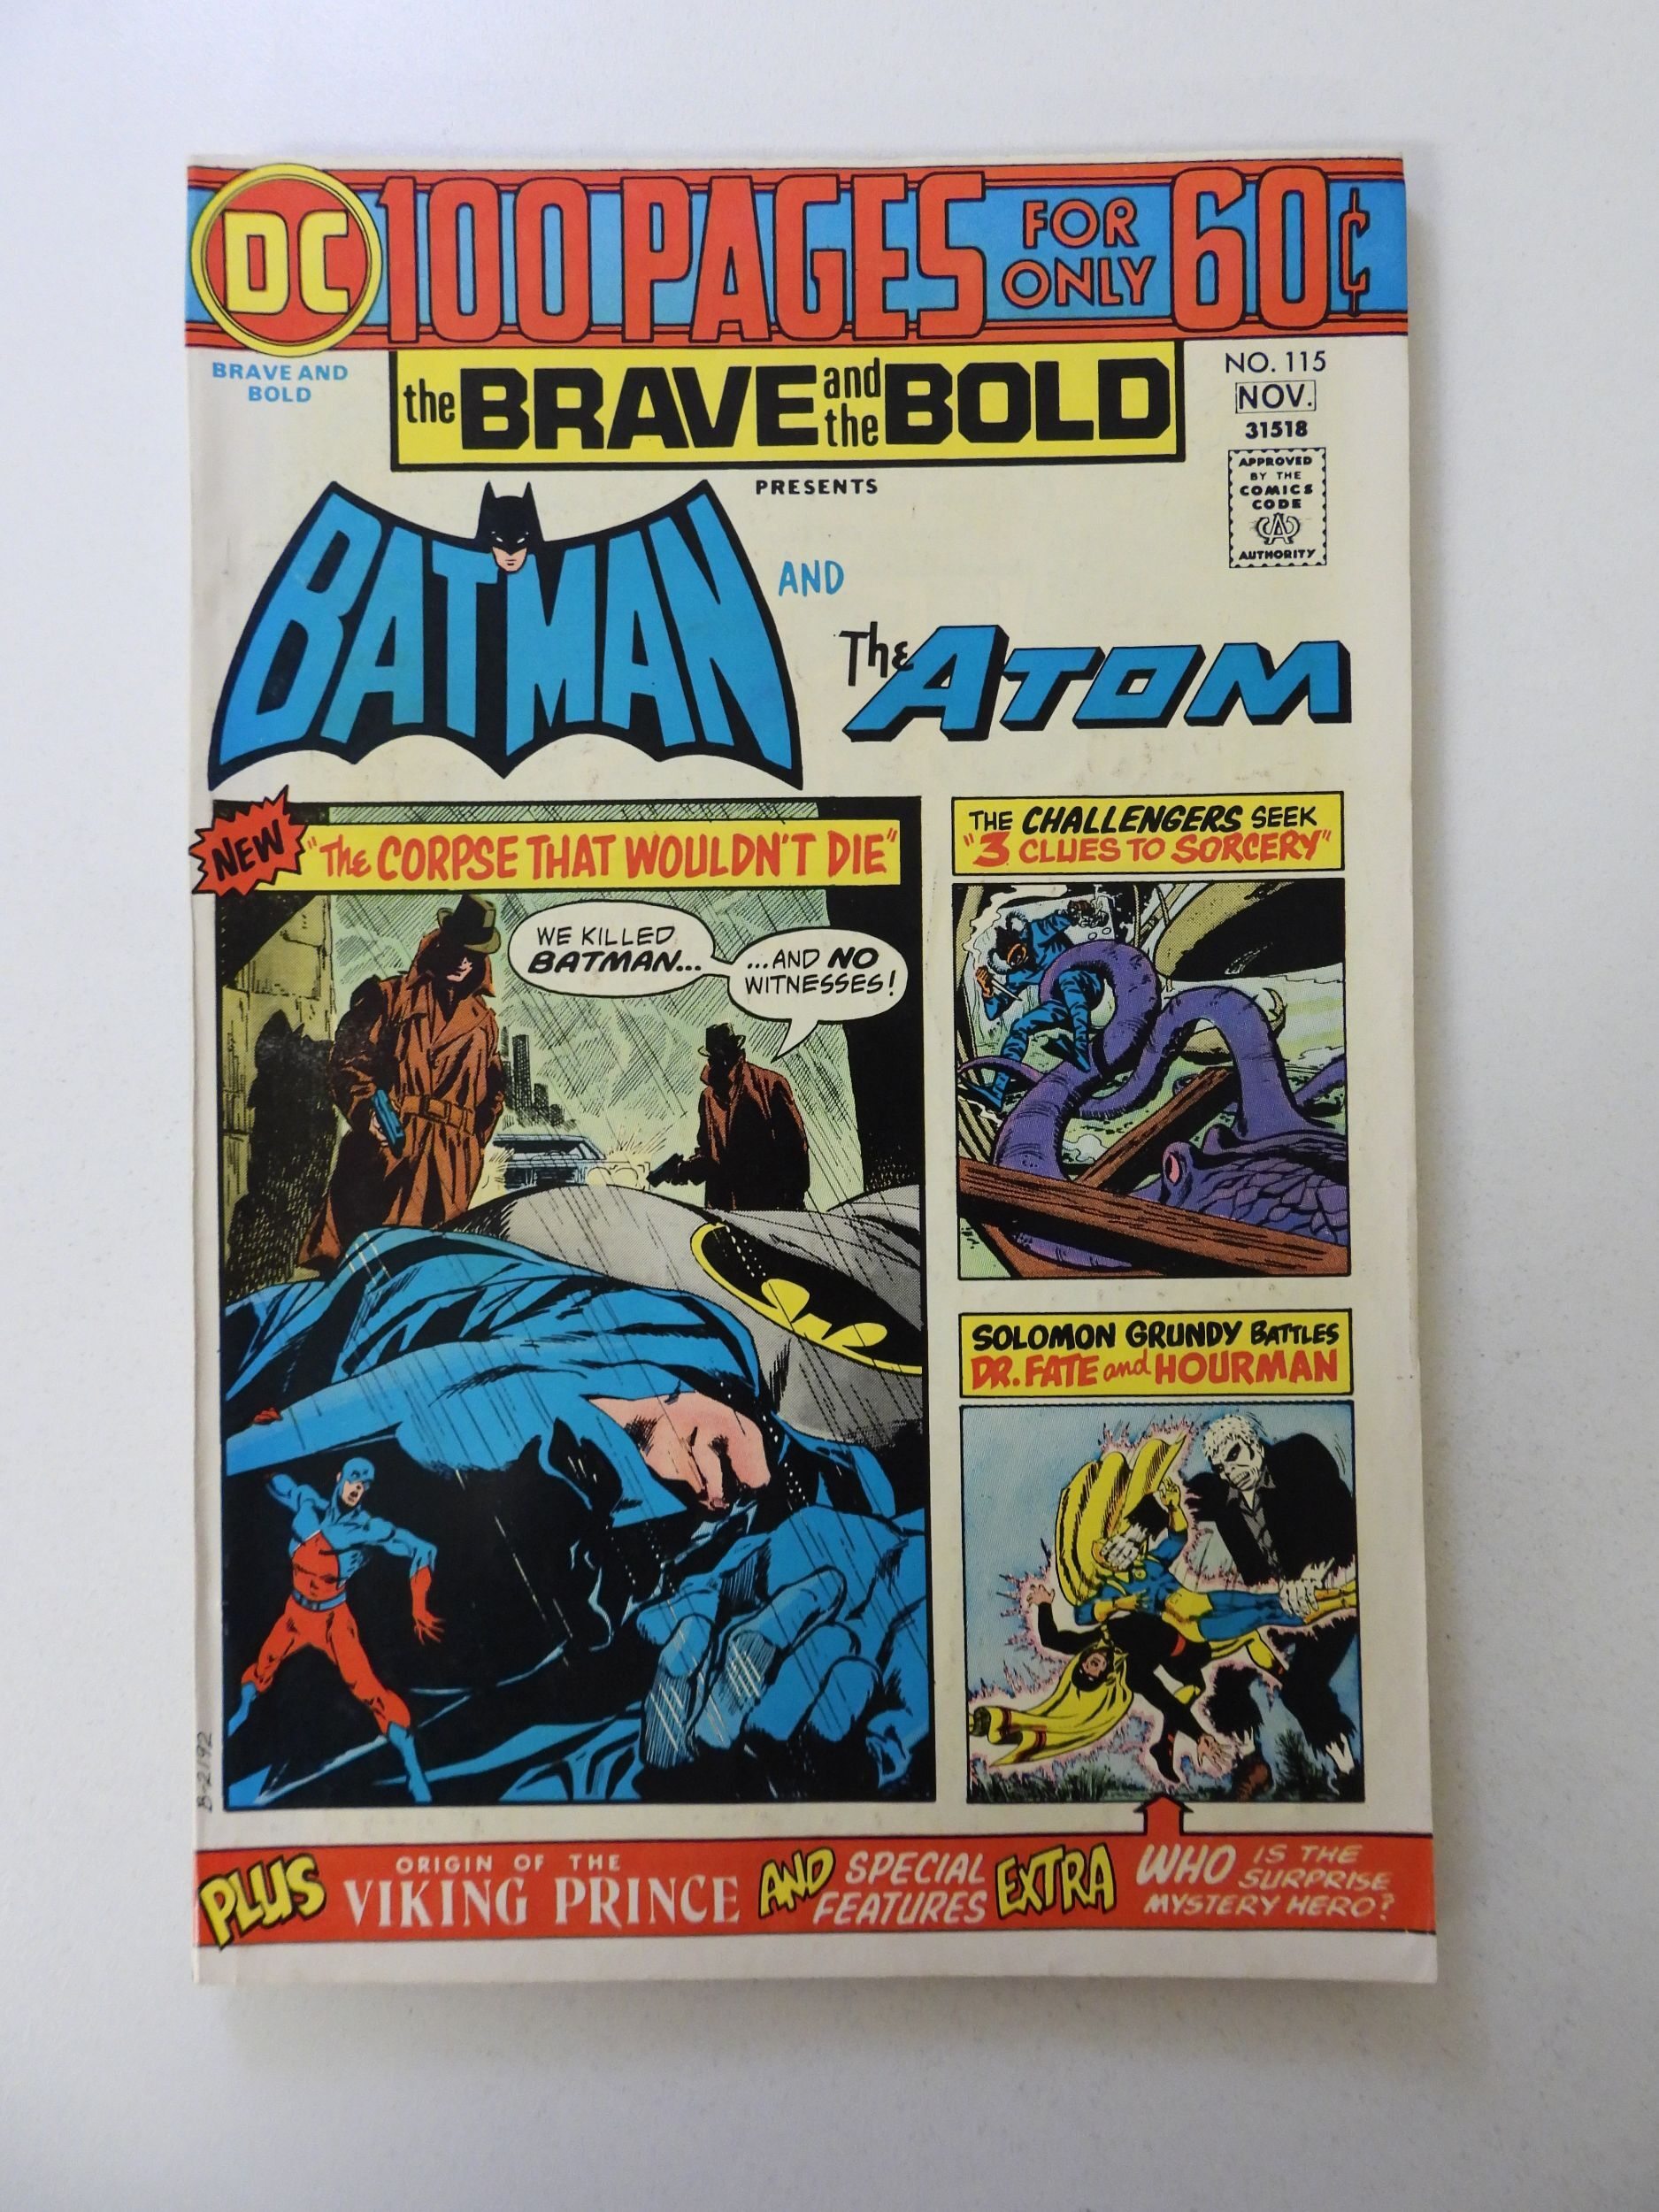 DC 100 PAGES FOR ONLY 60¢
BRAVE AND
BOLD
the BRAVE and the BOLD
NO. 115
NOV.
31518
APPROVED
BY THE
COMICS
CODE
CA
AUTHORITY
PRESENTS
BATMAN
AND
The ATOM
NEW
"The CORPSE THAT WOULDN'T DIE"
WE KILLED
BATMAN...
...AND NO
WITNESSES!
THE CHALLENGERS SEEK
"3 CLUES TO SORCERY"
SOLOMON GRUNDY BATTLES
DR. FATE and HOURMAN
B-2192
PLUS
ORIGIN OF THE
VIKING PRINCE
AND
SPECIAL
FEATURES
EXTRA
WHO IS THE
SURPRISE
MYSTERY HERO?